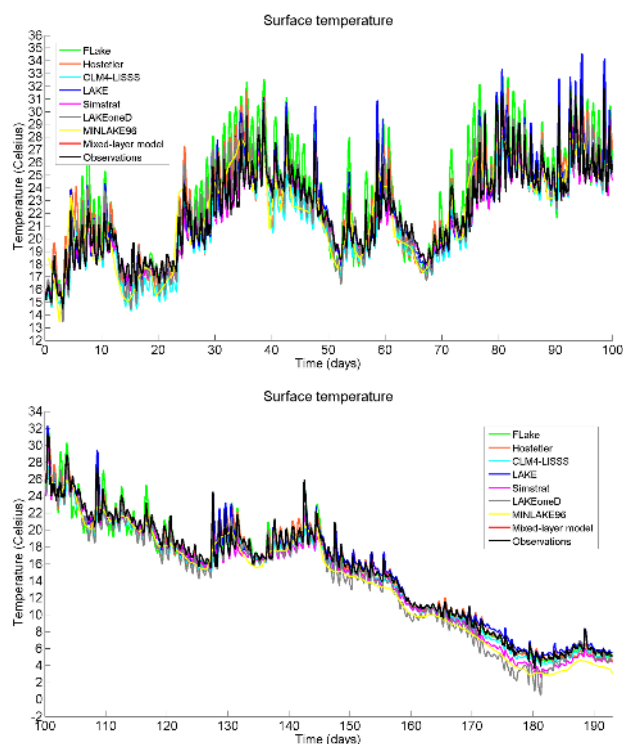 Surface temperature
36
35
34
33
32
31
30
29
28
27
26
25
24
23
22
21
20
19
18
17
16
15
14
13
12
Temperature (Celsius)
FLake
Hostetler
CLM4-LISSS
LAKE
Simstrat
LAKEoneD
MINLAKE96
Mixed-layer model
Observations
0 10 20 30 40 50 60 70 80 90 100
Time (days)
Surface temperature
34
32
30
28
26
24
22
20
18
16
14
12
10
8
6
4
2
0
-2
Temperature (Celsius)
FLake
Hostetler
CLM4-LISSS
LAKE
Simstrat
LAKEoneD
MINLAKE96
Mixed-layer model
Observations
100 110 120 130 140 150 160 170 180 190
Time (days)